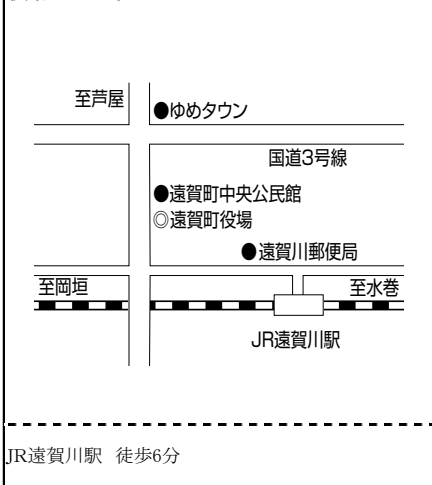 至芦屋
●ゆめタウン
国道3号線
●遠賀町中央公民館
◎遠賀町役場
●遠賀川郵便局
至岡垣
至水巻
JR遠賀川駅
JR遠賀川駅 徒歩6分